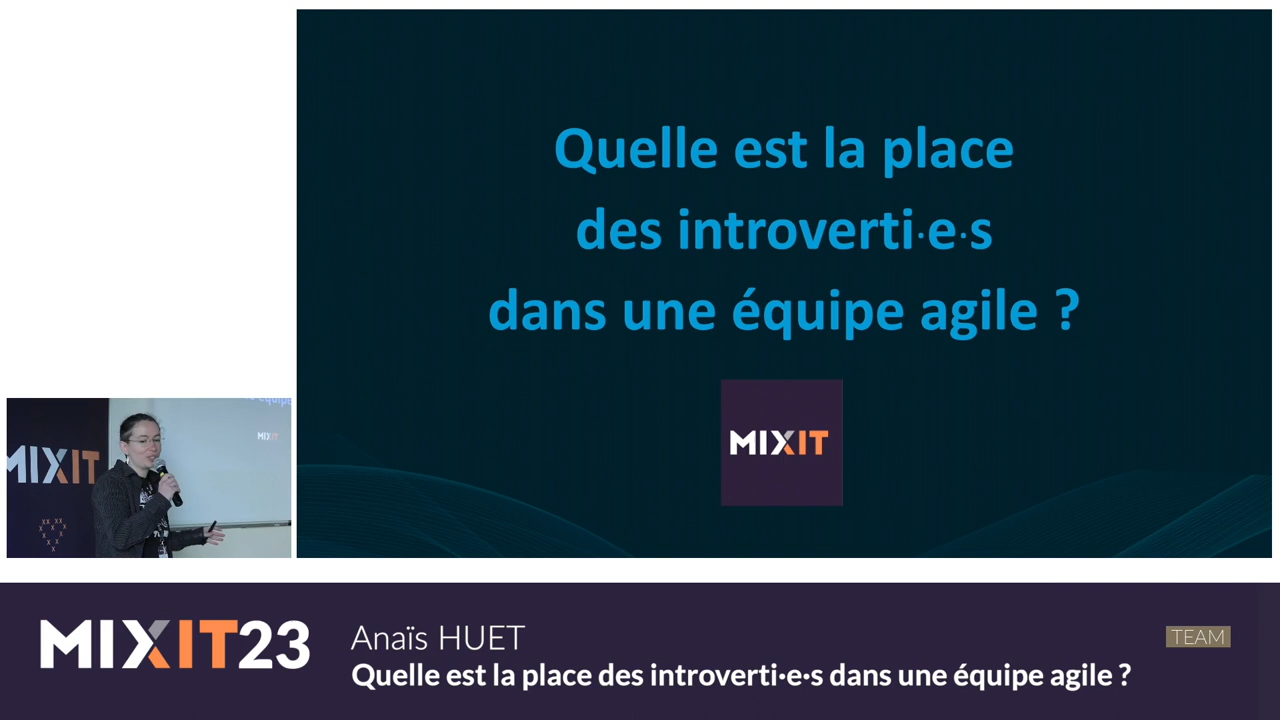 Quelle est la place
des introverti·e·s
dans une équipe agile ?
MIXIT
MIXIT
MIXIT
MIXIT23
Anaïs HUET
TEAM
Quelle est la place des introverti·e·s dans une équipe agile ?